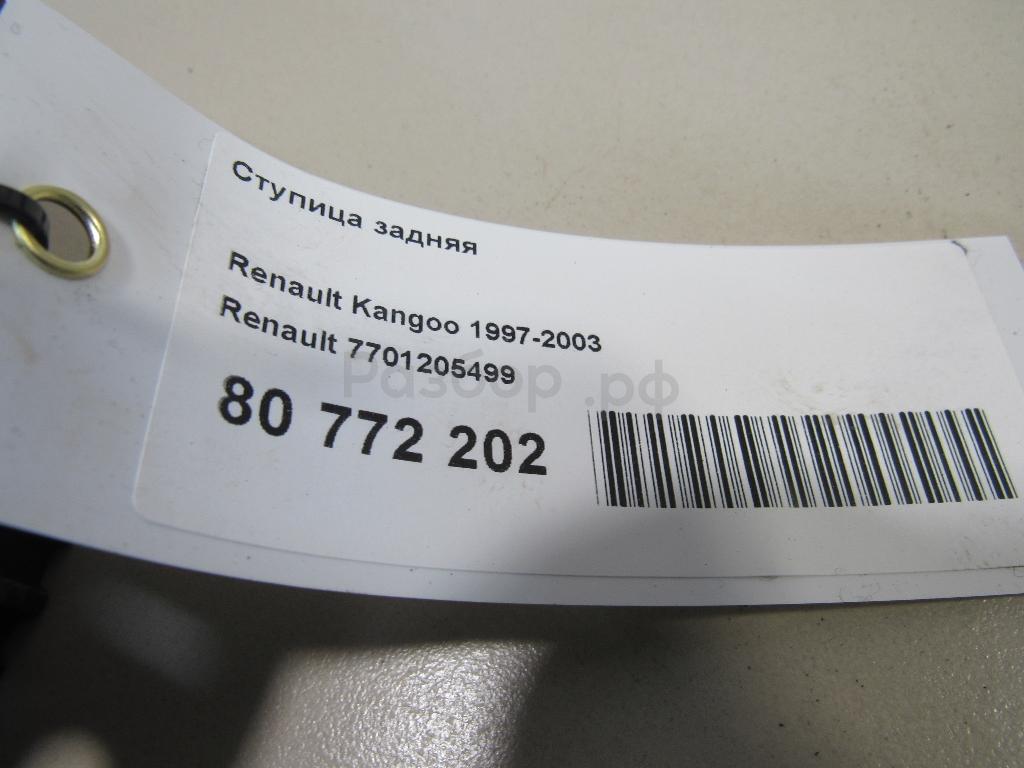 Ступица задняя
Renault Kangoo 1997-2003
Renault 7701205499
Разбор.рф
80 772 202